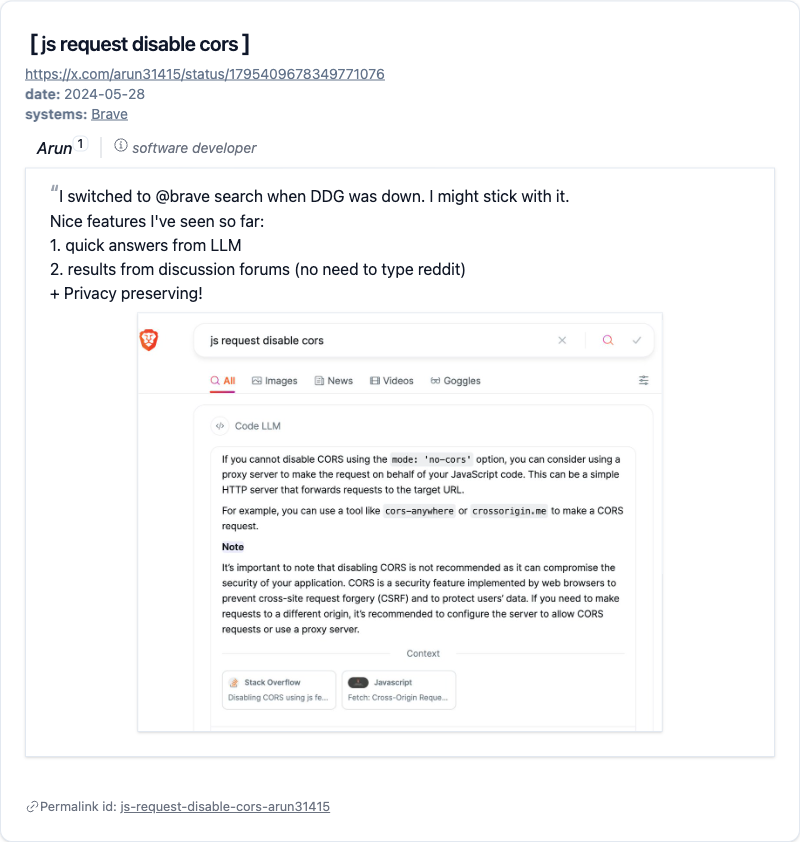 [js request disable cors]
https://x.com/arun31415/status/1795409678349771076
date: 2024-05-28
systems: Brave
Arun1 software developer
“I switched to @brave search when DDG was down. I might stick with it.
Nice features I've seen so far:
1. quick answers from LLM
2. results from discussion forums (no need to type reddit)
+ Privacy preserving!
js request disable cors
All Images News Videos Goggles
Code LLM
If you cannot disable CORS using the mode: 'no-cors' option, you can consider using a
proxy server to make the request on behalf of your JavaScript code. This can be a simple
HTTP server that forwards requests to the target URL.
For example, you can use a tool like cors-anywhere or crossorigin.me to make a CORS
request.
Note
It's important to note that disabling CORS is not recommended as it can compromise the
security of your application. CORS is a security feature implemented by web browsers to
prevent cross-site request forgery (CSRF) and to protect users' data. If you need to make
requests to a different origin, it's recommended to configure the server to allow CORS
requests or use a proxy server.
Context
Stack Overflow Javascript
Disabling CORS using js fe... Fetch: Cross-Origin Reque...
Permalink id: js-request-disable-cors-arun31415